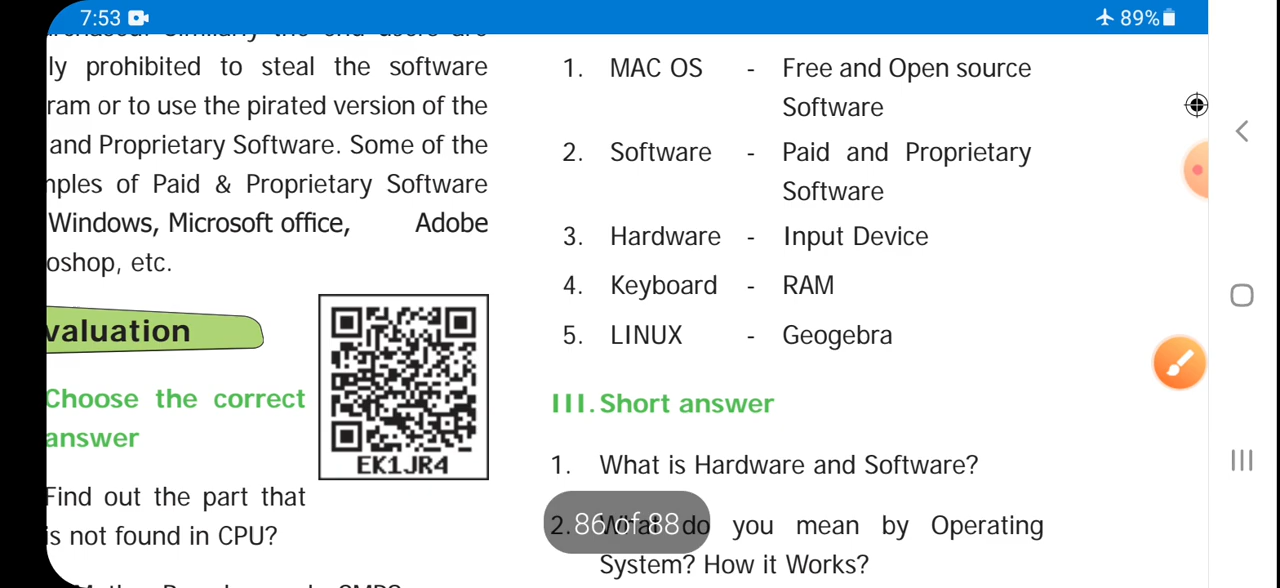 7:53
89%
ly prohibited to steal the software
ram or to use the pirated version of the
and Proprietary Software. Some of the
ples of Paid & Proprietary Software
Windows, Microsoft office, Adobe
oshop, etc.
valuation
Choose the correct
answer
EK1JR4
Find out the part that
is not found in CPU?
1. MAC OS - Free and Open source
Software
2. Software - Paid and Proprietary
Software
3. Hardware - Input Device
4. Keyboard - RAM
5. LINUX - Geogebra
III. Short answer
1. What is Hardware and Software?
2. What do you mean by Operating
System? How it Works?
86 of 88